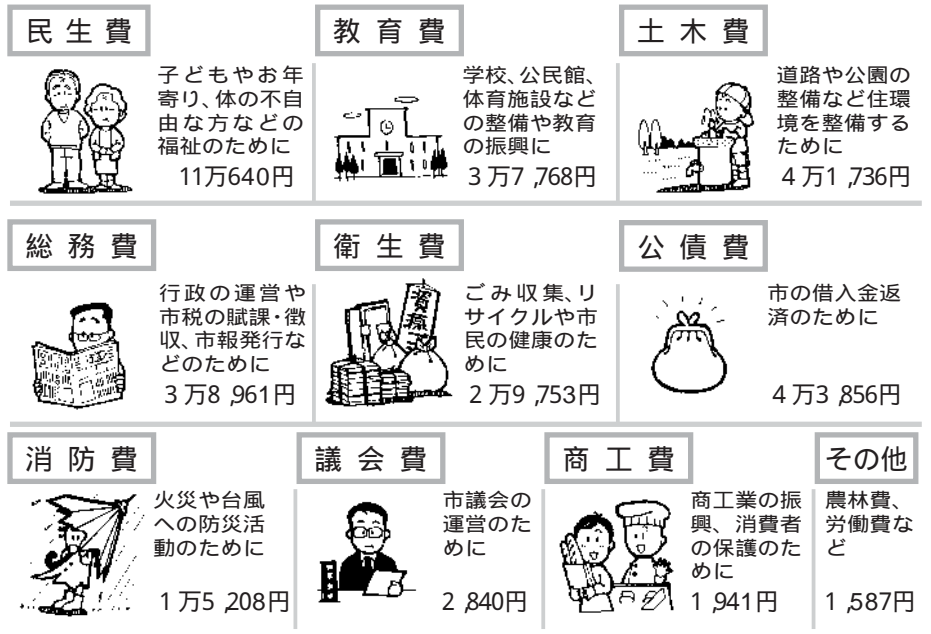 民生費
子どもやお年
寄り、体の不自
由な方などの
福祉のために
11万640円
教育費
学校、公民館、
体育施設など
の整備や教育
の振興に
3万7,768円
土木費
道路や公園の
整備など住環
境を整備する
ために
4万1,736円
総務費
行政の運営や
市税の賦課・徴
収、市報発行な
どのために
3万8,961円
衛生費
ごみ収集、リ
サイクルや市
民の健康のた
めに
2万9,753円
公債費
市の借入金返
済のために
4万3,856円
消防費
火災や台風
への防災活
動のために
1万5,208円
議会費
市議会の
運営のた
めに
2,840円
商工費
商工業の振
興、消費者
の保護のた
めに
1,941円
その他
農林費、
労働費な
ど
1,587円